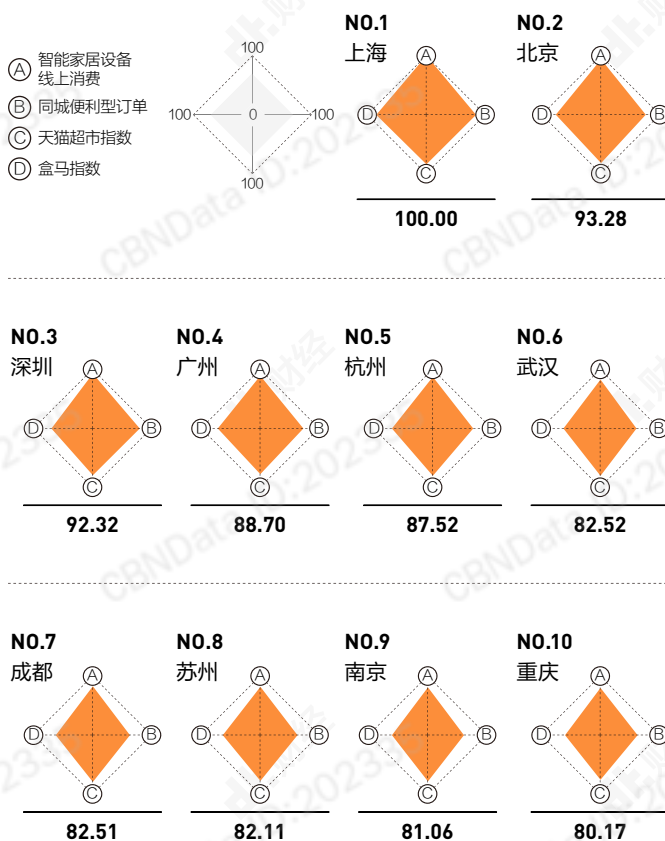 Ⓐ 智能家居设备
线上消费
Ⓑ 同城便利型订单
Ⓒ 天猫超市指数
Ⓓ 盒马指数
100
100 0 100
100
NO.1
上海
A
D B
C
100.00
NO.2
北京
A
D B
C
93.28
NO.3
深圳
A
D B
C
92.32
NO.4
广州
A
D B
C
88.70
NO.5
杭州
A
D B
C
87.52
NO.6
武汉
A
D B
C
82.52
NO.7
成都
A
D B
C
82.51
NO.8
苏州
A
D B
C
82.11
NO.9
南京
A
D B
C
81.06
NO.10
重庆
A
D B
C
80.17